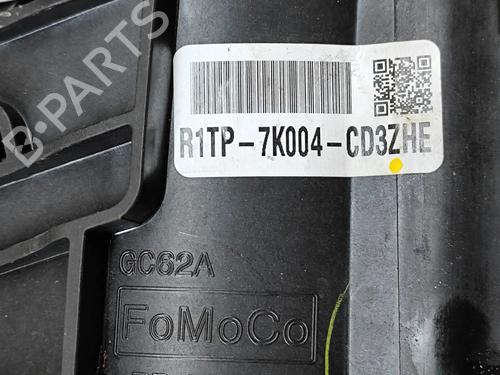 B-PARTS
R1TP-7K004-CD3ZHE
GC62A
FoMoCo